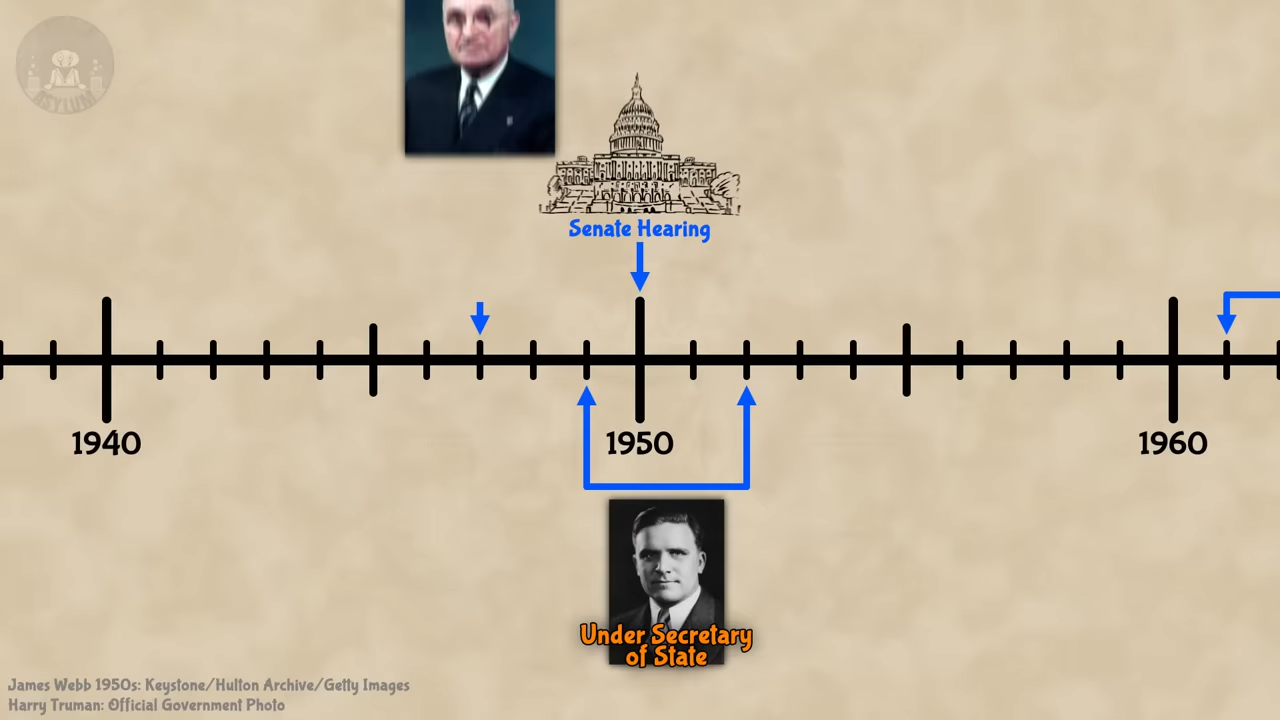 ASYLUM
Senate Hearing
1940
1950
1960
Under Secretary
of State
James Webb 1950s: Keystone/Hulton Archive/Getty Images
Harry Truman: Official Government Photo